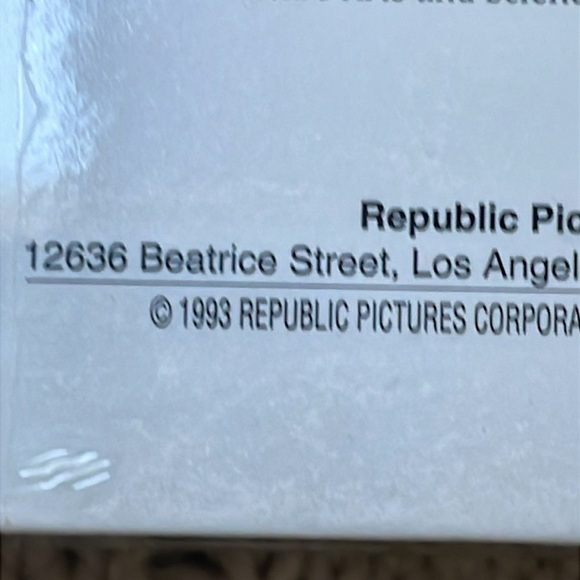 Republic Pic
12636 Beatrice Street, Los Angel
© 1993 REPUBLIC PICTURES CORPORA